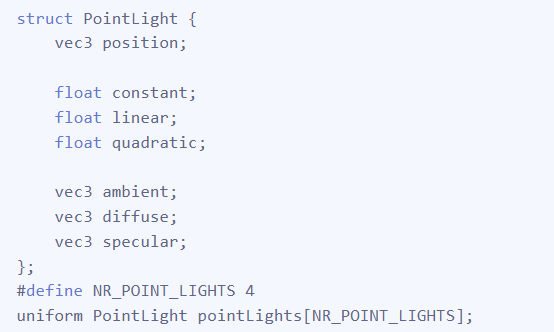 struct PointLight {
    vec3 position;

    float constant;
    float linear;
    float quadratic;

    vec3 ambient;
    vec3 diffuse;
    vec3 specular;
};
#define NR_POINT_LIGHTS 4
uniform PointLight pointLights[NR_POINT_LIGHTS];